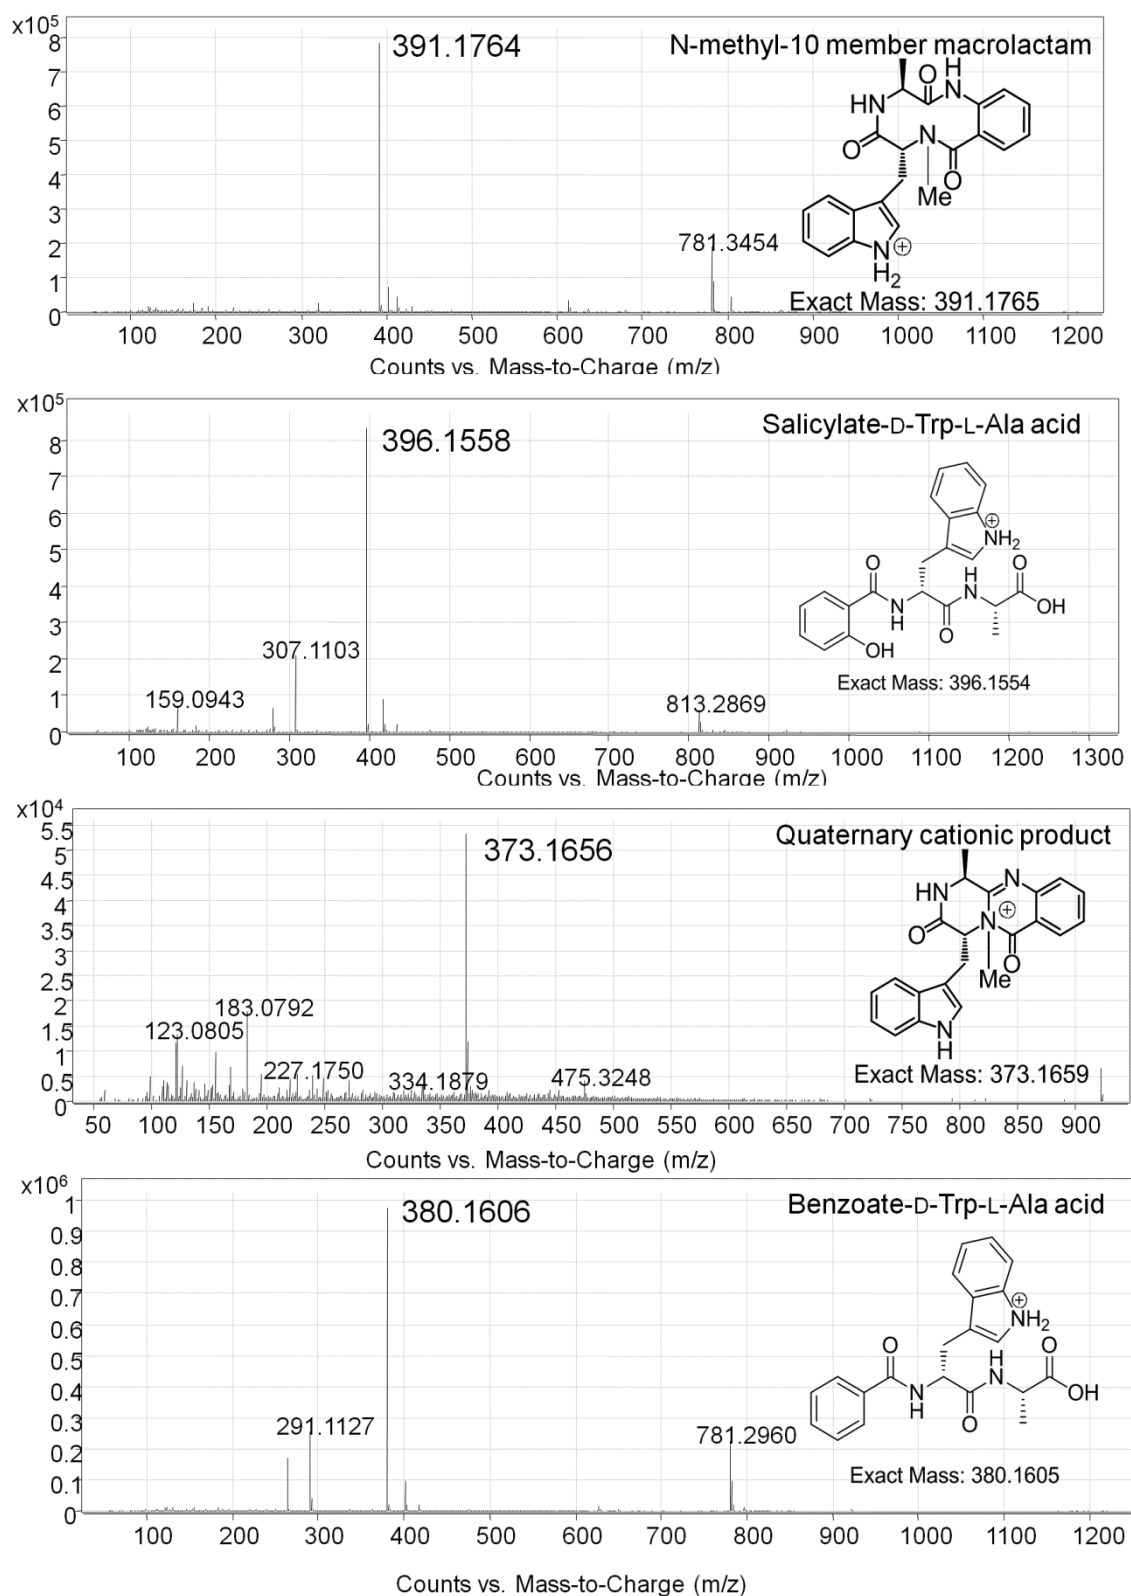 x10⁵
8
7
6
5
4
3
2
1
0
391.1764
781.3454
N-methyl-10 member macrolactam
O
H
N
HN
O
N
O
Me
N
⊕
H₂
Exact Mass: 391.1765
100 200 300 400 500 600 700 800 900 1000 1100 1200
Counts vs. Mass-to-Charge (m/z)
x10⁵
8
7
6
5
4
3
2
1
0
396.1558
307.1103
159.0943
813.2869
Salicylate-D-Trp-L-Ala acid
⊕
NH₂
O
H
N
O
N
H
O
OH
OH
Exact Mass: 396.1554
100 200 300 400 500 600 700 800 900 1000 1100 1200 1300
Counts vs. Mass-to-Charge (m/z)
x10⁴
5.5
5
4.5
4
3.5
3
2.5
2
1.5
1
0.5
0
373.1656
183.0792
123.0805
227.1750
334.1879
475.3248
Quaternary cationic product
N
HN
⊕
O
N
O
Me
N
H
Exact Mass: 373.1659
50 100 150 200 250 300 350 400 450 500 550 600 650 700 750 800 850 900
Counts vs. Mass-to-Charge (m/z)
x10⁶
1
0.9
0.8
0.7
0.6
0.5
0.4
0.3
0.2
0.1
0
380.1606
291.1127
781.2960
Benzoate-D-Trp-L-Ala acid
⊕
NH₂
O
H
N
O
N
H
O
OH
Exact Mass: 380.1605
100 200 300 400 500 600 700 800 900 1000 1100 1200
Counts vs. Mass-to-Charge (m/z)